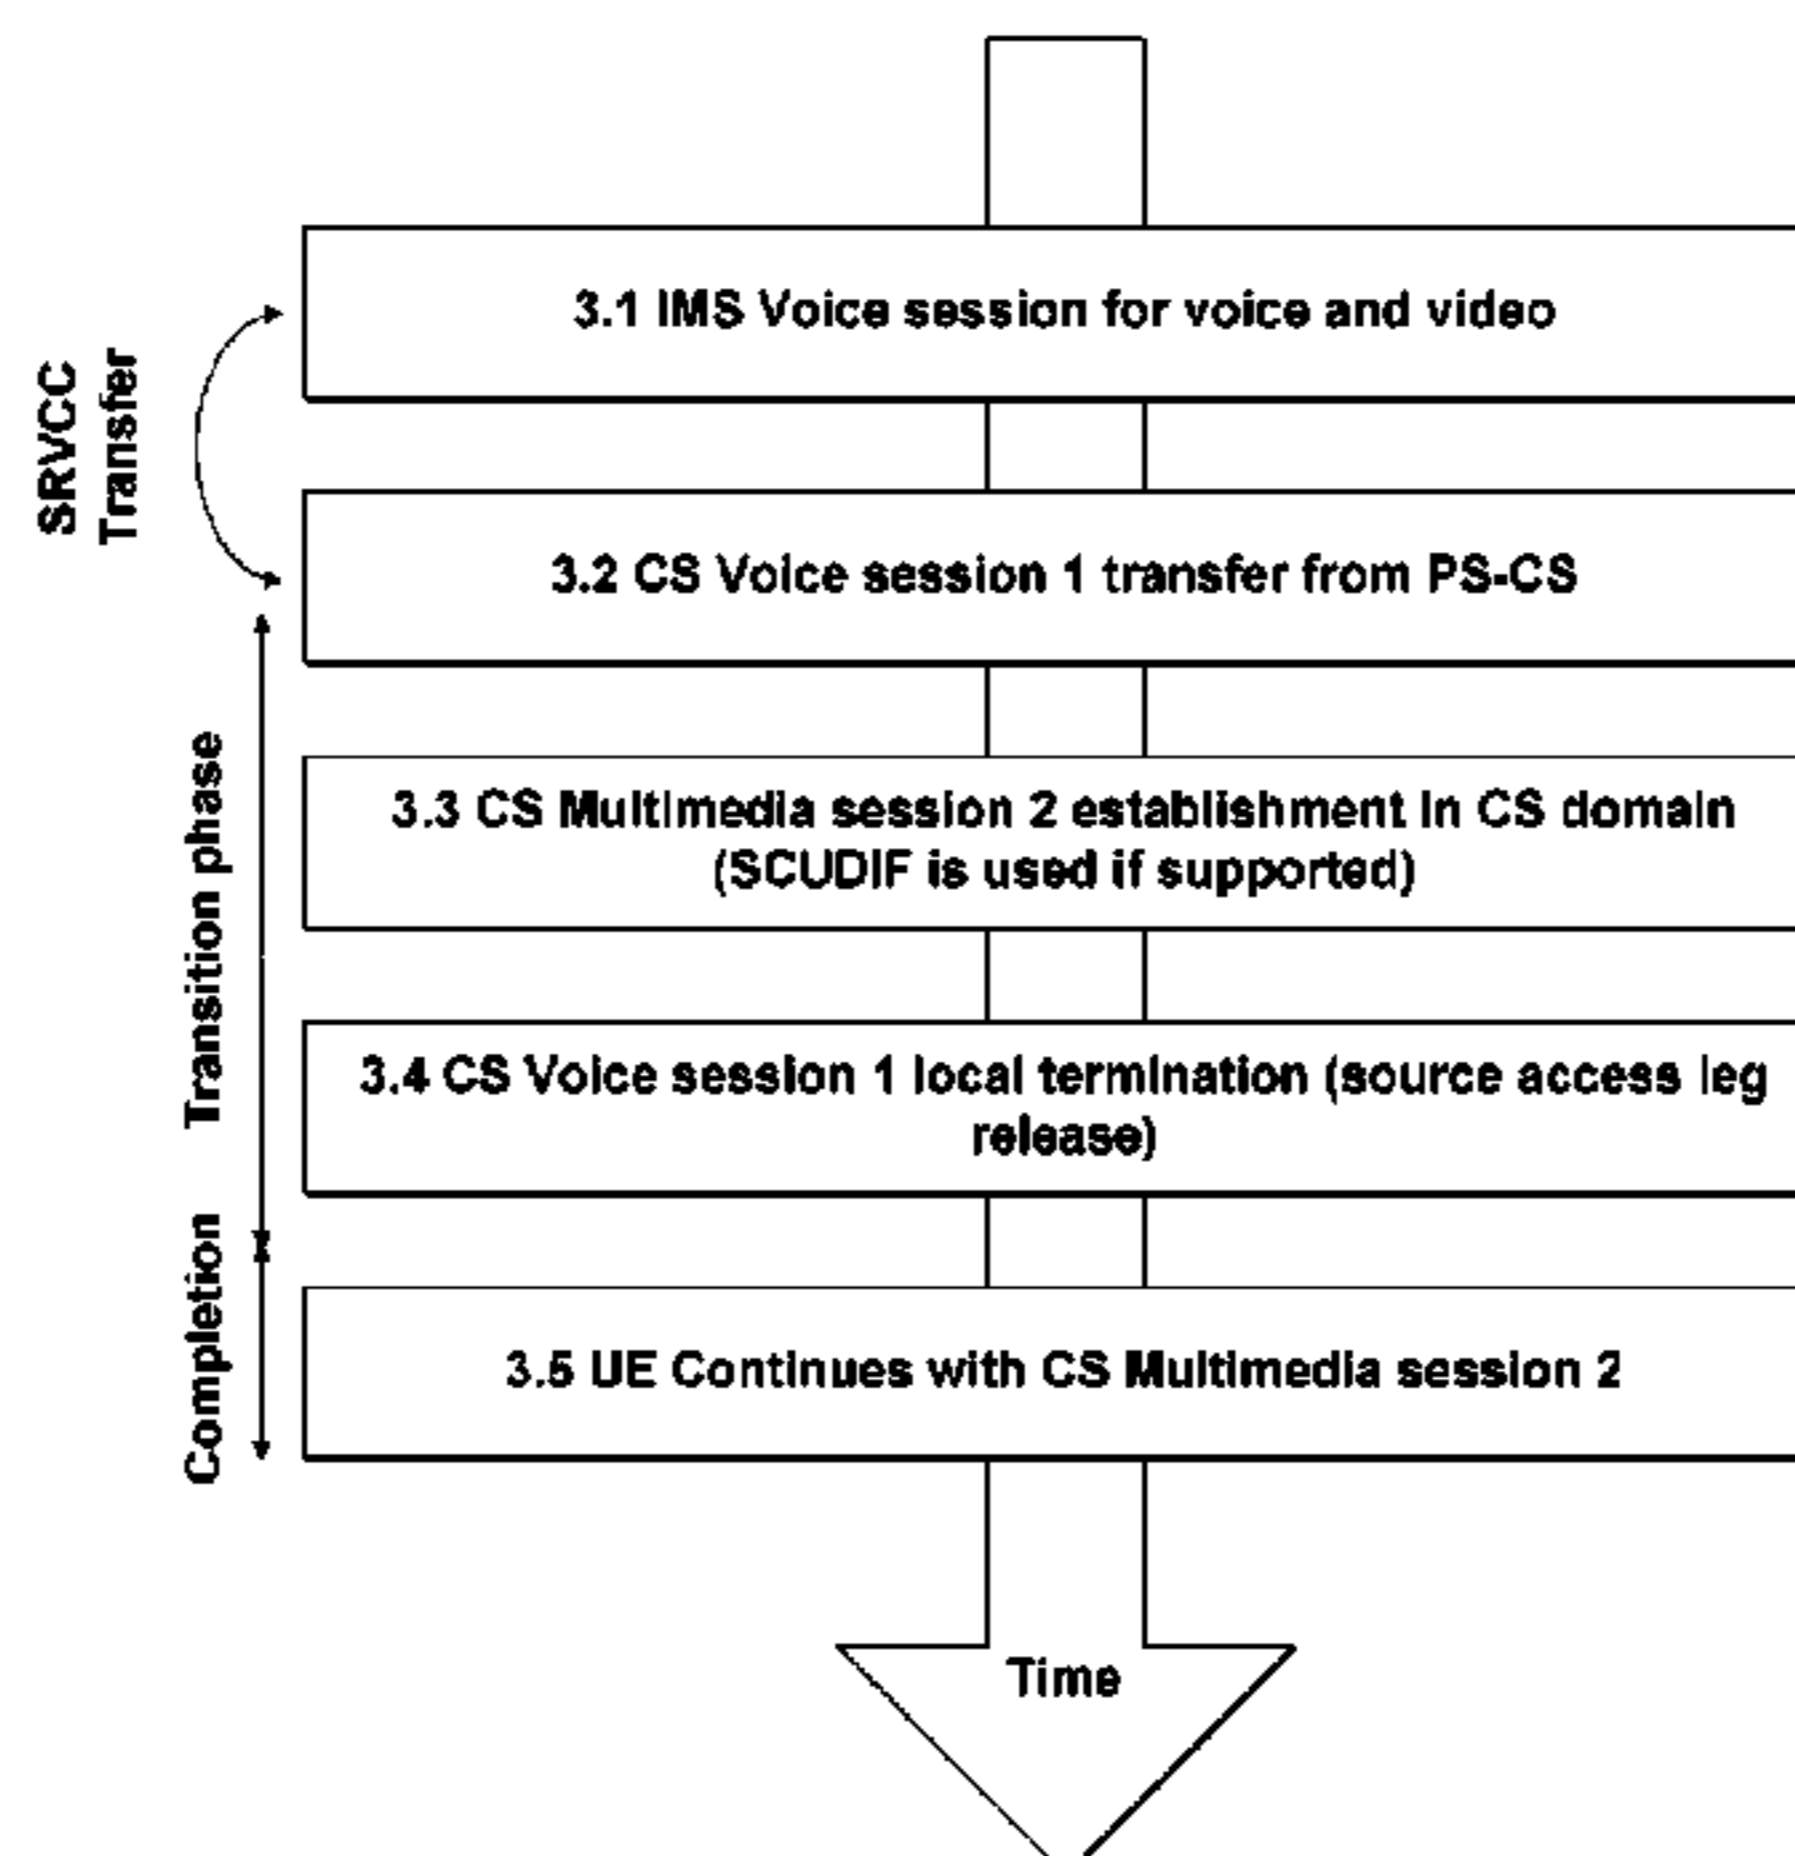 SRVCC
Transfer
3.1 IMS Voice session for voice and video
3.2 CS Voice session 1 transfer from PS-CS
Transition phase
3.3 CS Multimedia session 2 establishment in CS domain
(SCUDIF is used if supported)
3.4 CS Voice session 1 local termination (source access leg
release)
Completion
3.5 UE Continues with CS Multimedia session 2
Time